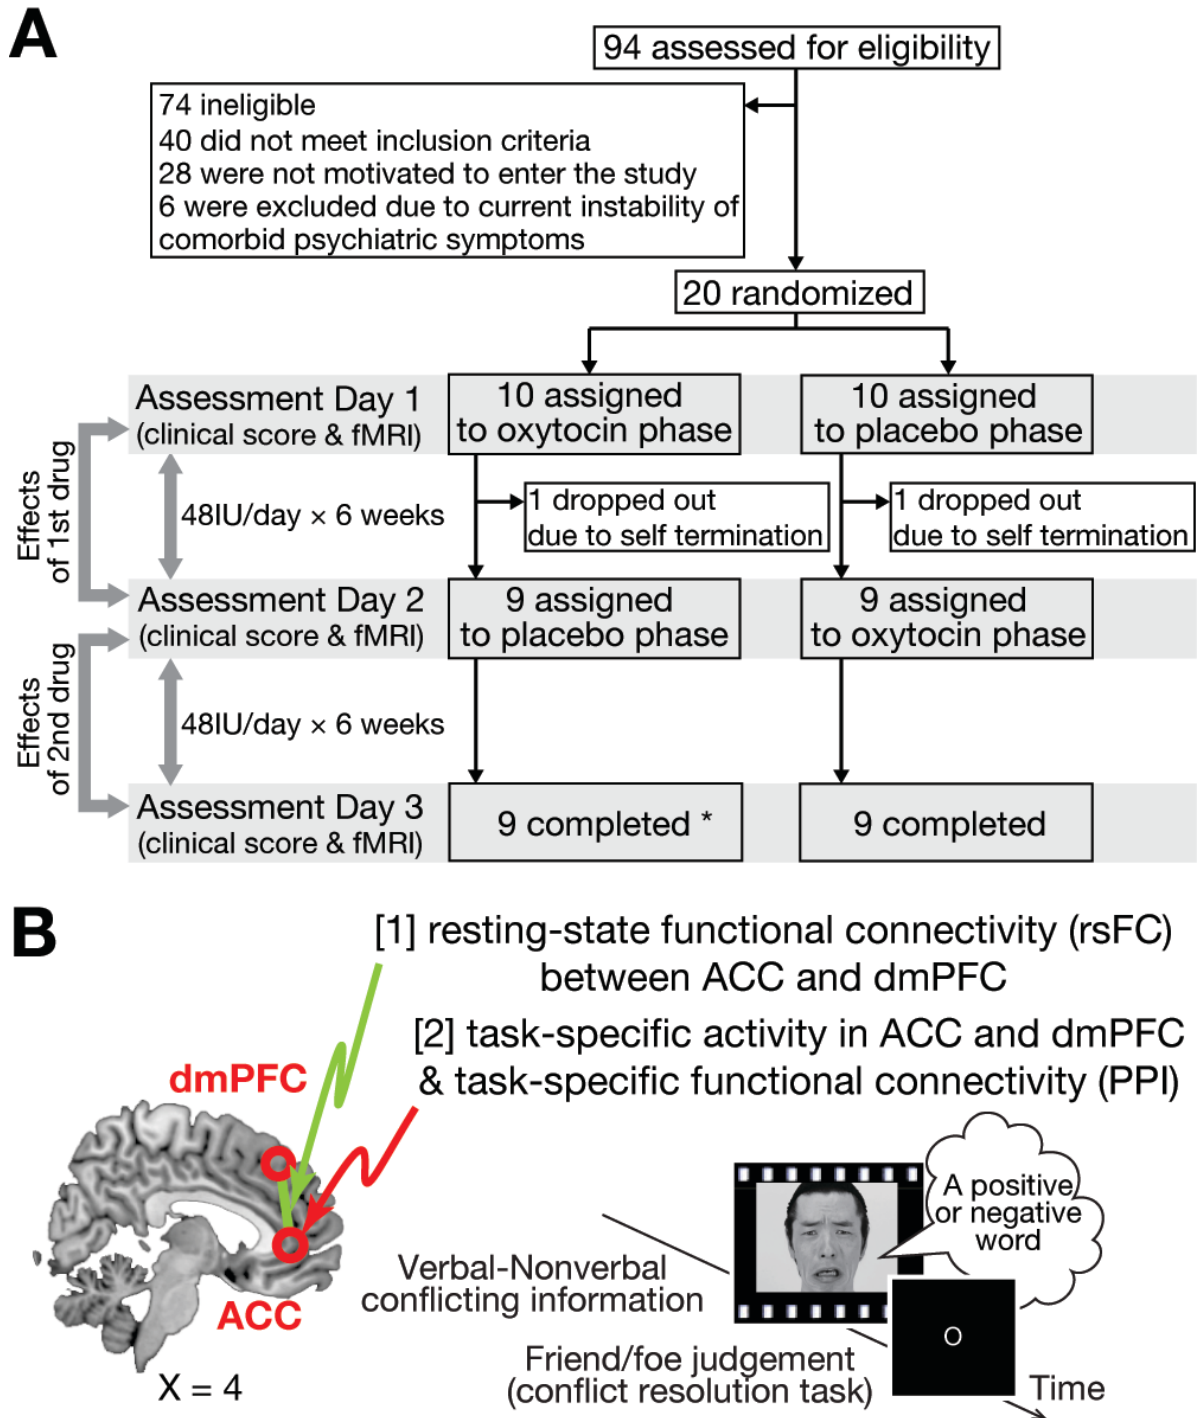 A
94 assessed for eligibility
74 ineligible
40 did not meet inclusion criteria
28 were not motivated to enter the study
6 were excluded due to current instability of
comorbid psychiatric symptoms
20 randomized
Assessment Day 1
(clinical score & fMRI)
10 assigned
to oxytocin phase
10 assigned
to placebo phase
Effects
of 1st drug
48IU/day × 6 weeks
1 dropped out
due to self termination
1 dropped out
due to self termination
Assessment Day 2
(clinical score & fMRI)
9 assigned
to placebo phase
9 assigned
to oxytocin phase
Effects
of 2nd drug
48IU/day × 6 weeks
Assessment Day 3
(clinical score & fMRI)
9 completed *
9 completed
B
[1] resting-state functional connectivity (rsFC)
between ACC and dmPFC
[2] task-specific activity in ACC and dmPFC
& task-specific functional connectivity (PPI)
dmPFC
ACC
X = 4
A positive
or negative
word
Verbal-Nonverbal
conflicting information
O
Friend/foe judgement
(conflict resolution task)
Time